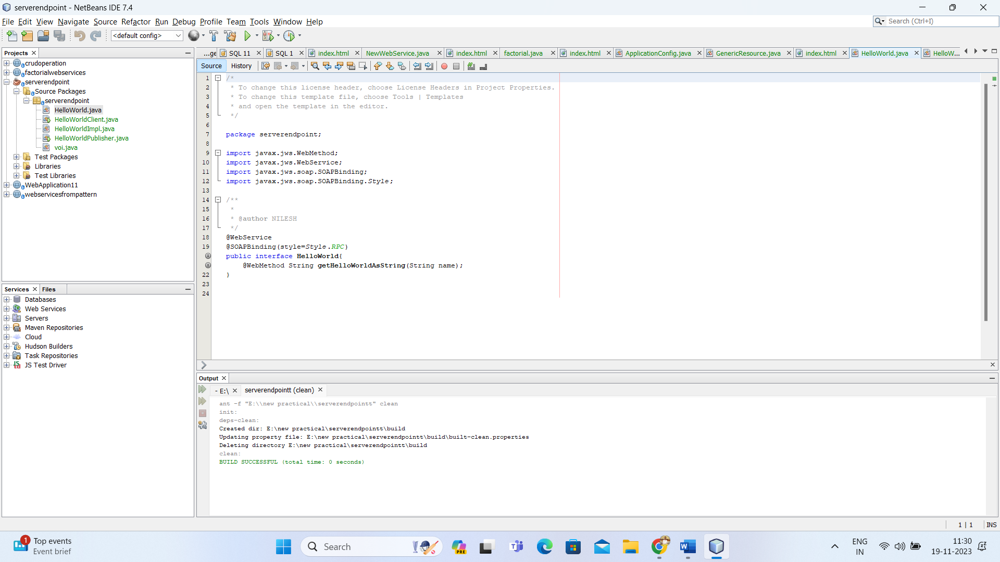 serverendpoint - NetBeans IDE 7.4
File Edit View Navigate Source Refactor Run Debug Profile Team Tools Window Help
Search (Ctrl+I)
<default config>
Projects
crudoperation
factorialwebservices
serverendpoint
Source Packages
serverendpoint
HelloWorld.java
HelloWorldClient.java
HelloWorldImpl.java
HelloWorldPublisher.java
voi.java
Test Packages
Libraries
Test Libraries
WebApplication11
webservicesfrompattern
Services Files
Databases
Web Services
Servers
Maven Repositories
Cloud
Hudson Builders
Task Repositories
JS Test Driver
...ge SQL 11 SQL 1 index.html NewWebService.java index.html factorial.java index.html ApplicationConfig.java GenericResource.java index.html HelloWorld.java HelloW...
Source History
1 /*
2 * To change this license header, choose License Headers in Project Properties.
3 * To change this template file, choose Tools | Templates
4 * and open the template in the editor.
5 */
6
7 package serverendpoint;
8
9 import javax.jws.WebMethod;
10 import javax.jws.WebService;
11 import javax.jws.soap.SOAPBinding;
12 import javax.jws.soap.SOAPBinding.Style;
13
14 /**
15 *
16 * @author NILESH
17 */
18 @WebService
19 @SOAPBinding(style=Style.RPC)
public interface HelloWorld{
@WebMethod String getHelloWorldAsString(String name);
22 }
23
24
Output
- E:\ serverendpointt (clean)
ant -f "E:\\new practical\\serverendpointt" clean
init:
deps-clean:
Created dir: E:\new practical\serverendpointt\build
Updating property file: E:\new practical\serverendpointt\build\built-clean.properties
Deleting directory E:\new practical\serverendpointt\build
clean:
BUILD SUCCESSFUL (total time: 0 seconds)
1 | 1 INS
1
Top events
Event brief
Search
PRE
ENG
IN
11:30
19-11-2023